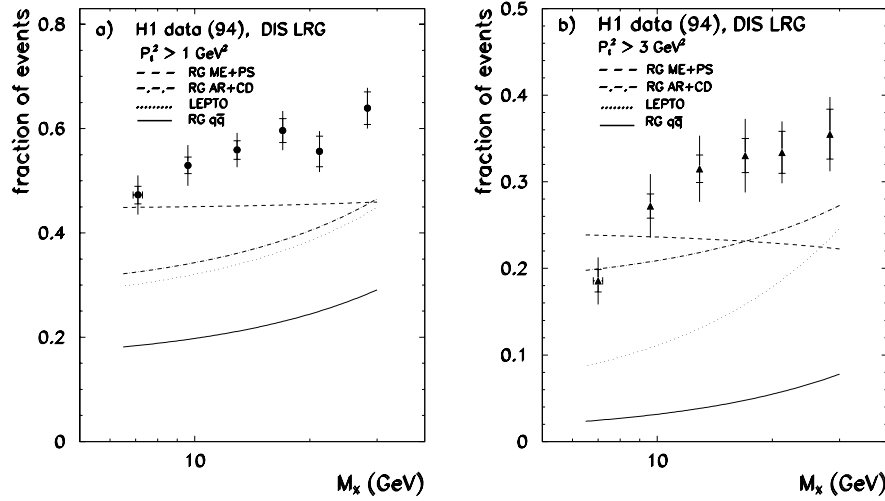 a) H1 data (94), DIS LRG
P_t^2 > 1 GeV^2
RG ME+PS
RG AR+CD
LEPTO
RG qq̅
fraction of events
0.8
0.6
0.4
0.2
0
10
M_x (GeV)
b) H1 data (94), DIS LRG
P_t^2 > 3 GeV^2
RG ME+PS
RG AR+CD
LEPTO
RG qq̅
fraction of events
0.5
0.4
0.3
0.2
0.1
0
10
M_x (GeV)